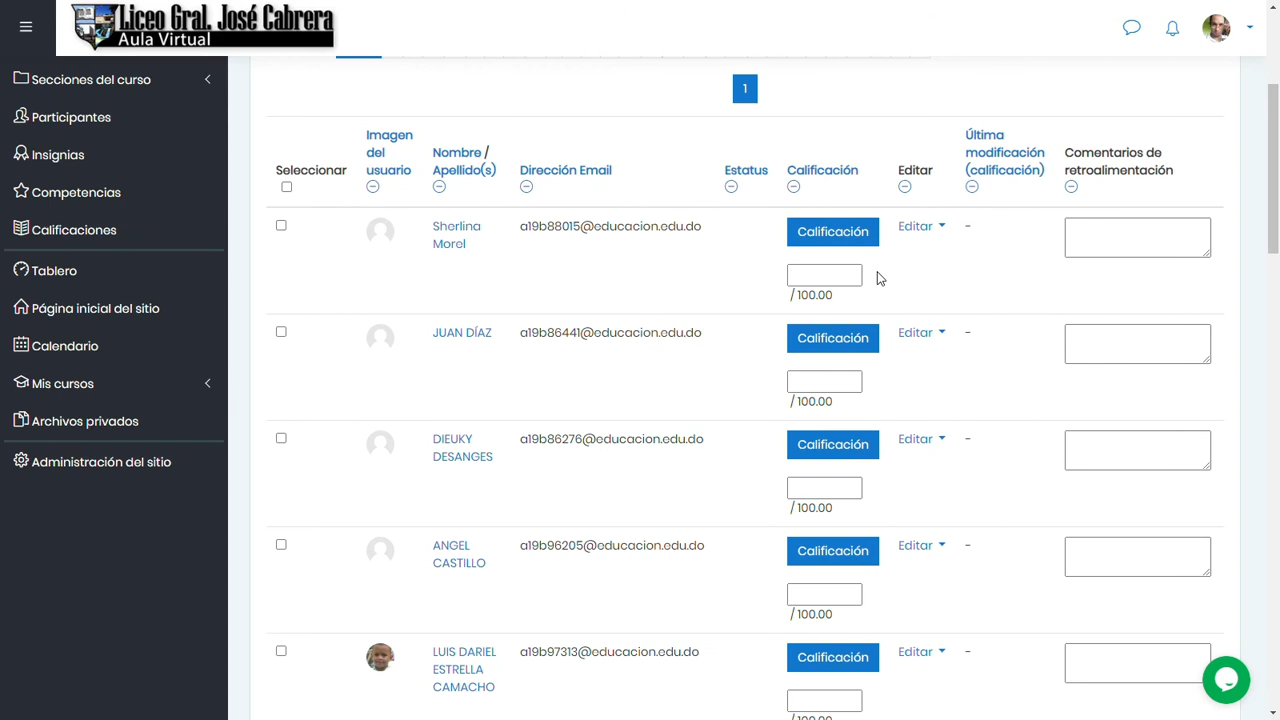 Liceo Gral. José Cabrera
Aula Virtual
Secciones del curso
Participantes
Insignias
Competencias
Calificaciones
Tablero
Página inicial del sitio
Calendario
Mis cursos
Archivos privados
Administración del sitio
1
Seleccionar
Imagen
del
usuario
Nombre /
Apellido(s)
Dirección Email
Estatus
Calificación
Editar
Última
modificación
(calificación)
Comentarios de
retroalimentación
Sherlina
Morel
a19b88015@educacion.edu.do
Calificación
Editar
-
/ 100.00
JUAN DÍAZ
a19b86441@educacion.edu.do
Calificación
Editar
-
/ 100.00
DIEUKY
DESANGES
a19b86276@educacion.edu.do
Calificación
Editar
-
/ 100.00
ANGEL
CASTILLO
a19b96205@educacion.edu.do
Calificación
Editar
-
/ 100.00
LUIS DARIEL
ESTRELLA
CAMACHO
a19b97313@educacion.edu.do
Calificación
Editar
-